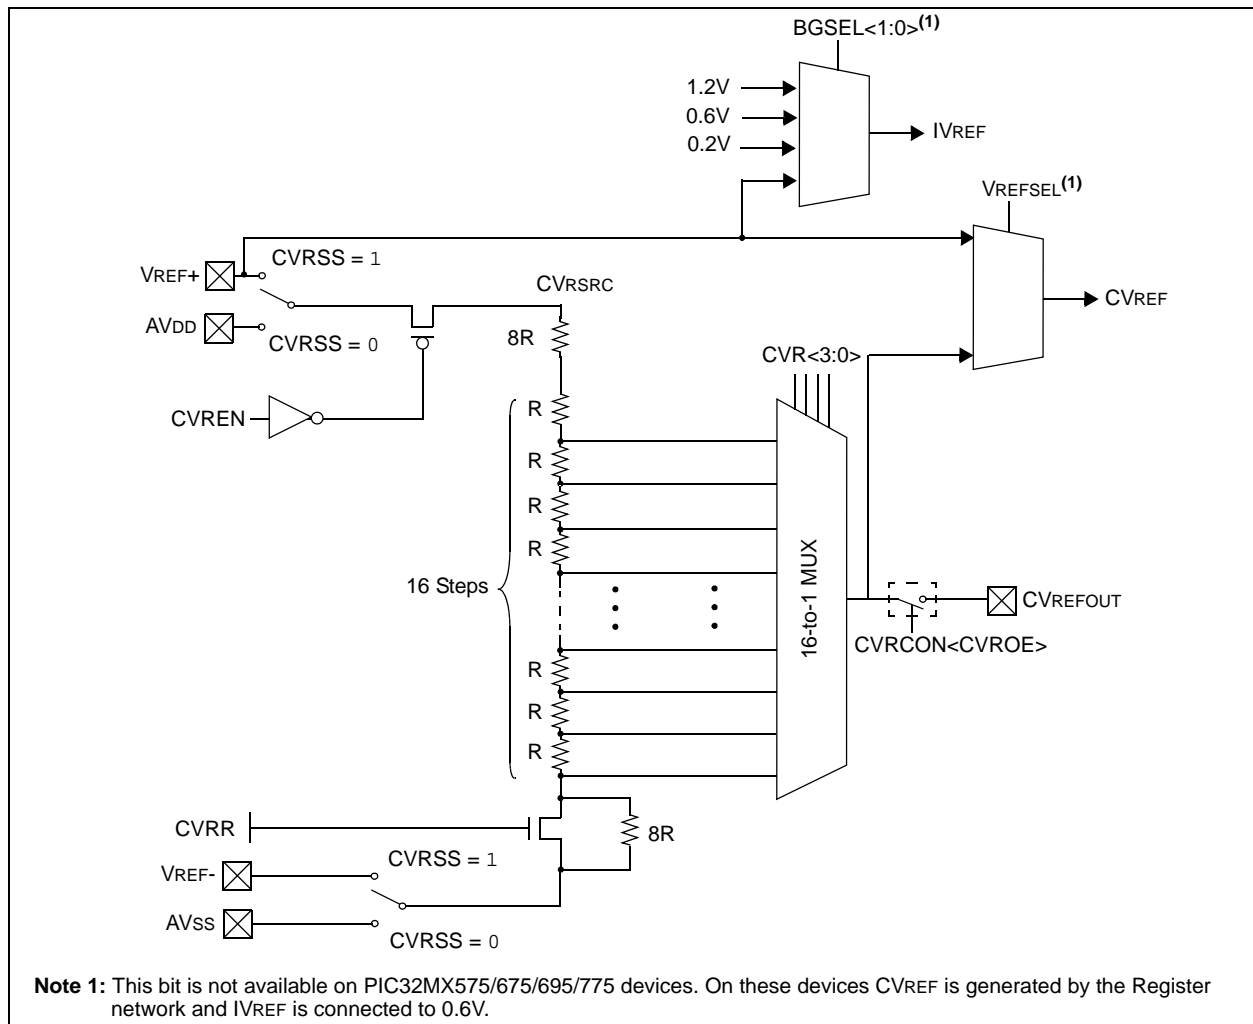 BGSEL<1:0>(1)
1.2V
0.6V
0.2V
IVREF
VREFSEL(1)
CVRSS = 1
VREF+
CVRSRC
CVREF
AVDD
8R
CVRSS = 0
CVR<3:0>
CVREN
R
R
R
R
16 Steps
16-to-1 MUX
CVREFOUT
CVRCON<CVROE>
R
R
R
CVRR
8R
CVRSS = 1
VREF-
AVSS
CVRSS = 0
Note 1: This bit is not available on PIC32MX575/675/695/775 devices. On these devices CVREF is generated by the Register
network and IVREF is connected to 0.6V.